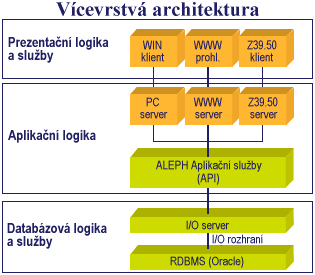 Vícevrstvá architektura
Prezentační logika
a služby
WIN
klient
WWW
prohl.
Z39.50
klient
Aplikační logika
PC
server
WWW
server
Z39.50
server
ALEPH Aplikační služby
(API)
Databázová logika
a služby
I/O server
I/O rozhraní
RDBMS (Oracle)